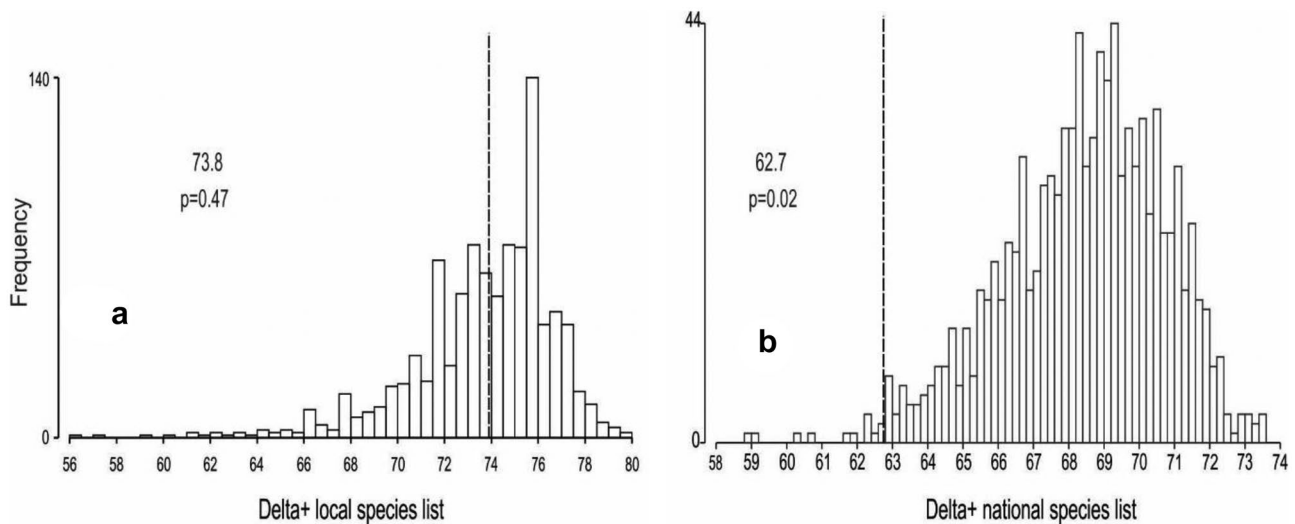 140
Frequency
73.8
p=0.47
a
0
56 58 60 62 64 66 68 70 72 74 76 78 80
Delta+ local species list
44
62.7
p=0.02
b
0
58 59 60 61 62 63 64 65 66 67 68 69 70 71 72 73 74
Delta+ national species list